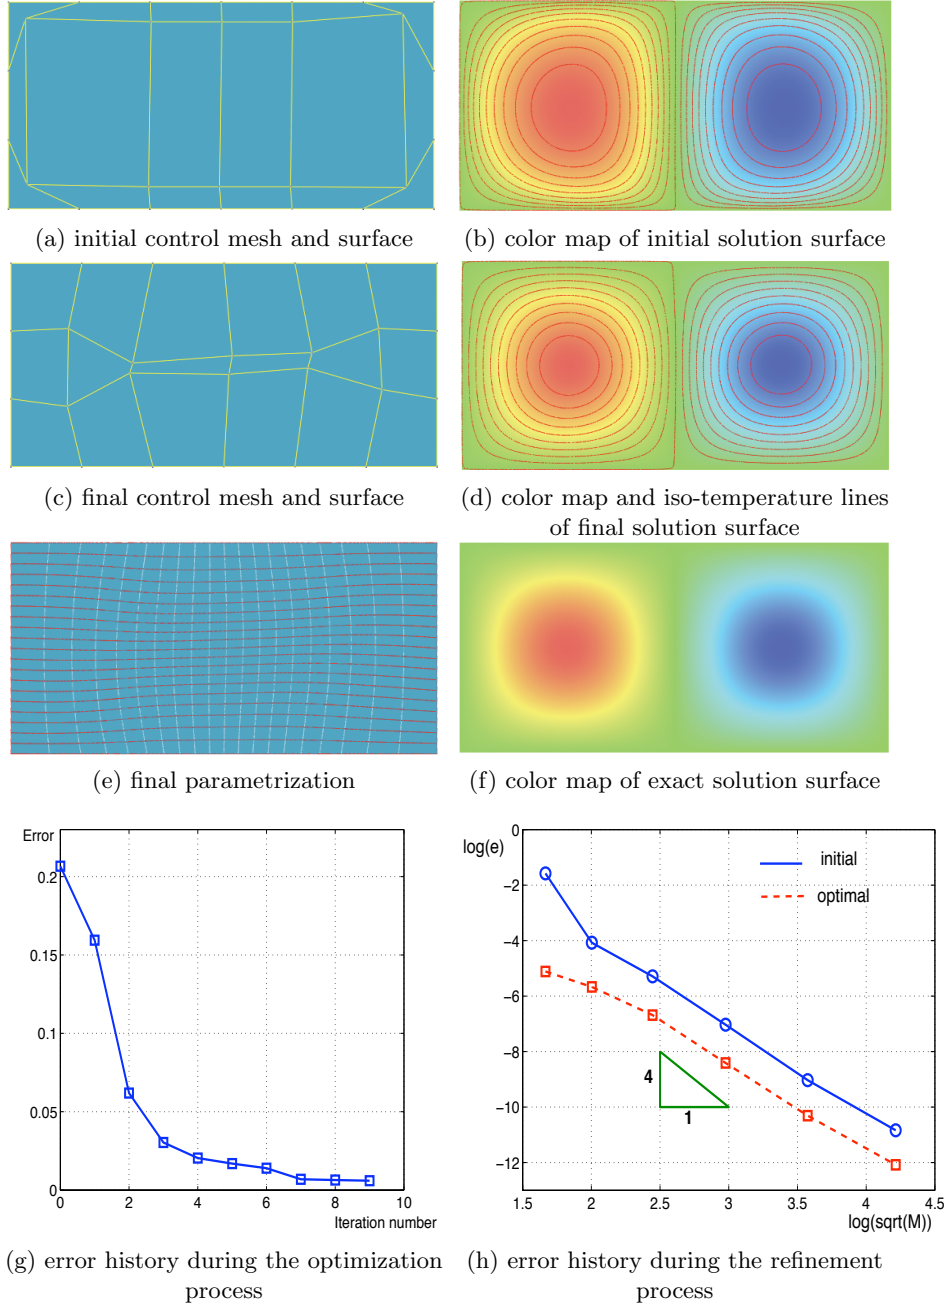 (a) initial control mesh and surface
(b) color map of initial solution surface
(c) final control mesh and surface
(d) color map and iso-temperature lines
of final solution surface
(e) final parametrization
(f) color map of exact solution surface
Error
0.2
0.15
0.1
0.05
0
0 2 4 6 8 10
Iteration number
log(e)
0
−2
−4
−6
−8
−10
−12
initial
optimal
4
1
1.5 2 2.5 3 3.5 4 4.5
log(sqrt(M))
(g) error history during the optimization
process
(h) error history during the refinement
process